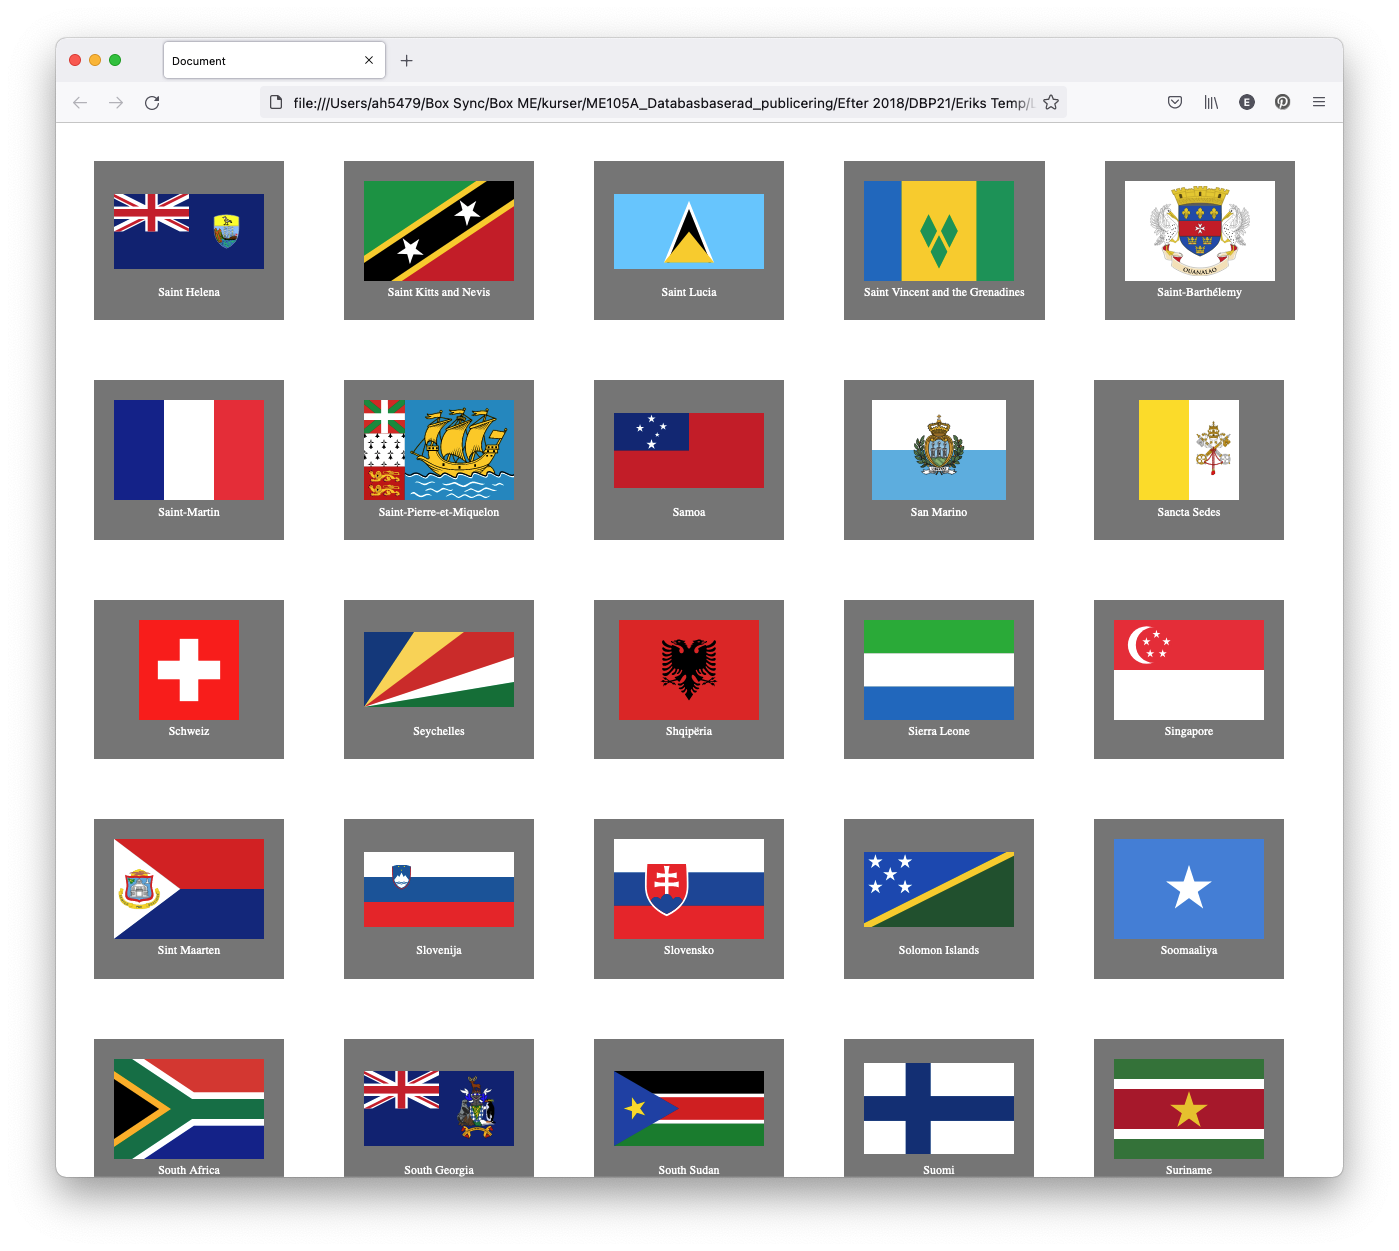 Document
file:///Users/ah5479/Box Sync/Box ME/kurser/ME105A_Databasbaserad_publicering/Efter 2018/DBP21/Eriks Temp/
E
Saint Helena
Saint Kitts and Nevis
Saint Lucia
Saint Vincent and the Grenadines
OUANALAO
Saint-Barthélemy
Saint-Martin
Saint-Pierre-et-Miquelon
Samoa
San Marino
Sancta Sedes
Schweiz
Seychelles
Shqipëria
Sierra Leone
Singapore
Sint Maarten
Slovenija
Slovensko
Solomon Islands
Soomaaliya
South Africa
South Georgia
South Sudan
Suomi
Suriname